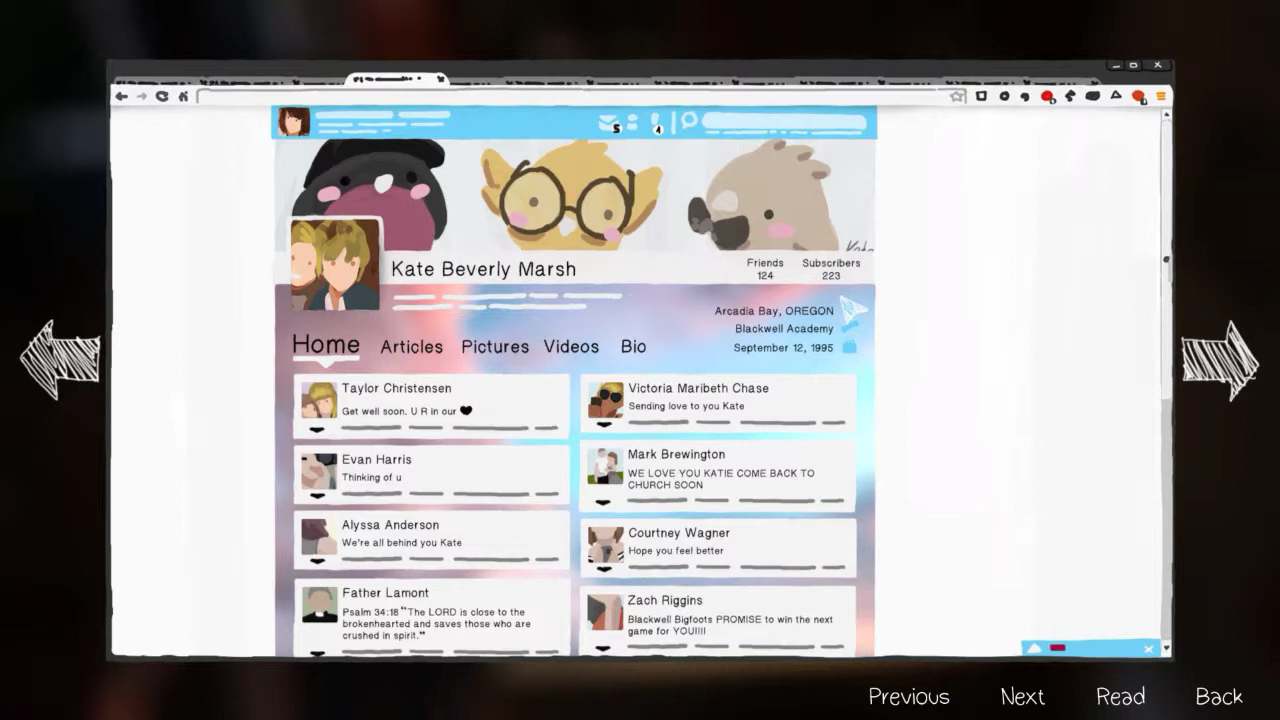 5
4
Kate Beverly Marsh
Friends
124
Subscribers
223
Arcadia Bay, OREGON
Blackwell Academy
September 12, 1995
Home Articles Pictures Videos Bio
Taylor Christensen
Get well soon. U R in our
Victoria Maribeth Chase
Sending love to you Kate
Evan Harris
Thinking of u
Mark Brewington
WE LOVE YOU KATIE COME BACK TO
CHURCH SOON
Alyssa Anderson
We're all behind you Kate
Courtney Wagner
Hope you feel better
Father Lamont
Psalm 34:18 "The LORD is close to the
brokenhearted and saves those who are
crushed in spirit."
Zach Riggins
Blackwell Bigfoots PROMISE to win the next
game for YOU!!!!
Previous Next Read Back